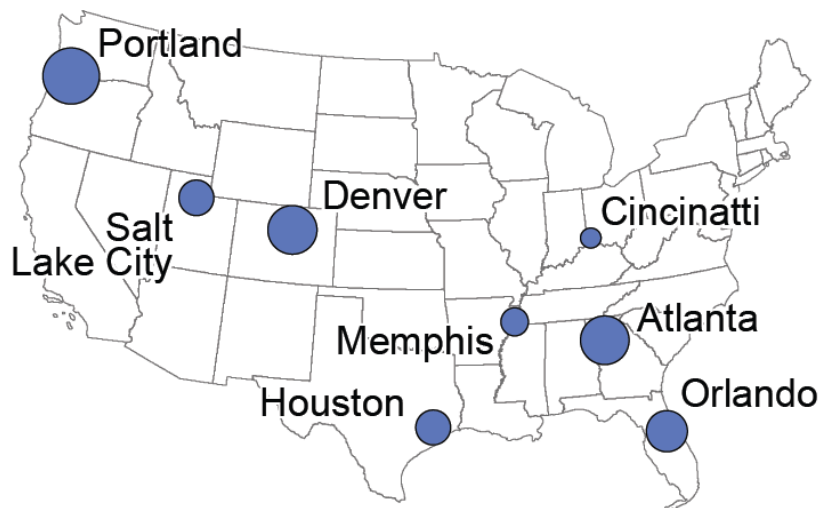 Portland
Denver
Cincinatti
Salt
Lake City
Atlanta
Memphis
Orlando
Houston